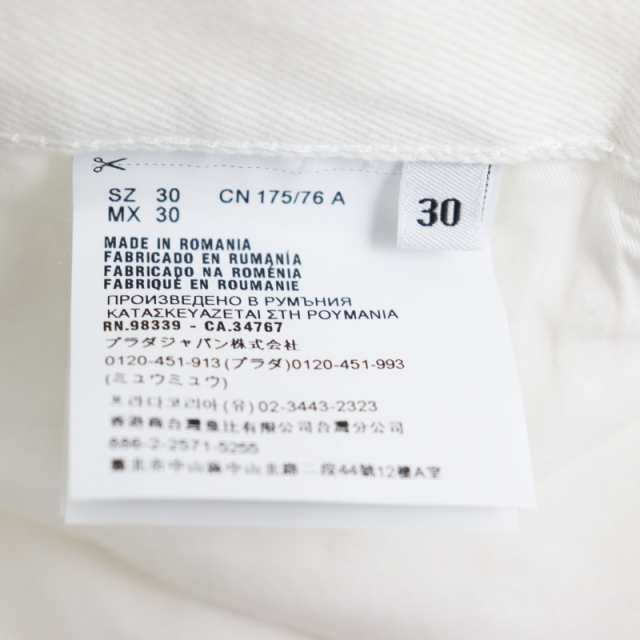 SZ 30 CN 175/76 A
MX 30
30
MADE IN ROMANIA
FABRICADO EN RUMANÍA
FABRICADO NA ROMÉNIA
FABRIQUÉ EN ROUMANIE
ПРОИЗВЕДЕНО В РУМЪНИЯ
ΚΑΤΑΣΚΕΥΑΖΕΤΑΙ ΣΤΗ ΡΟΥΜΑΝΙΑ
RN.98339 - CA.34767
プラダジャパン株式会社
0120-451-913 (プラダ)0120-451-993
(ミュウミュウ)
프라다코리아(유)02-3443-2323
香港商台灣壹比有限公司台灣分公司
886-2-2571-5255
臺北市中山區中山北路二段44號12樓A室